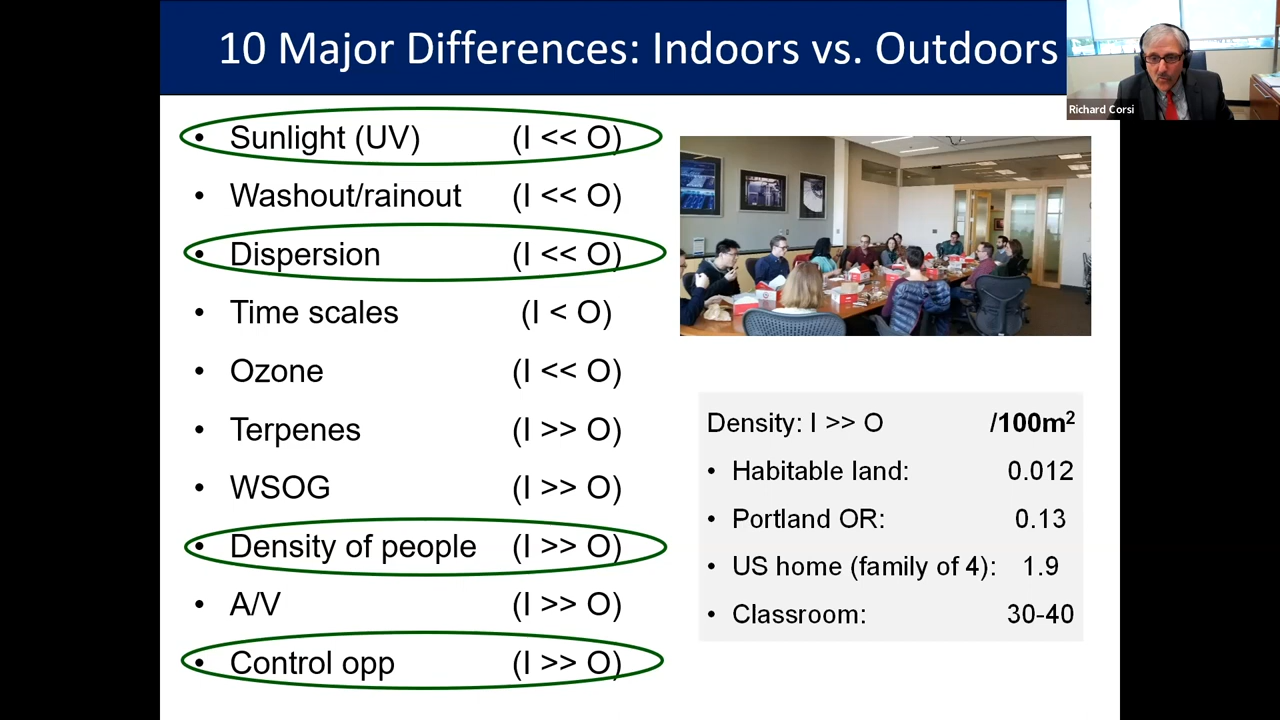 10 Major Differences: Indoors vs. Outdoors
Richard Corsi
• Sunlight (UV) (I << O)
• Washout/rainout (I << O)
• Dispersion (I << O)
• Time scales (I < O)
• Ozone (I << O)
• Terpenes (I >> O)
• WSOG (I >> O)
• Density of people (I >> O)
• A/V (I >> O)
• Control opp (I >> O)
Density: I >> O /100m²
• Habitable land: 0.012
• Portland OR: 0.13
• US home (family of 4): 1.9
• Classroom: 30-40